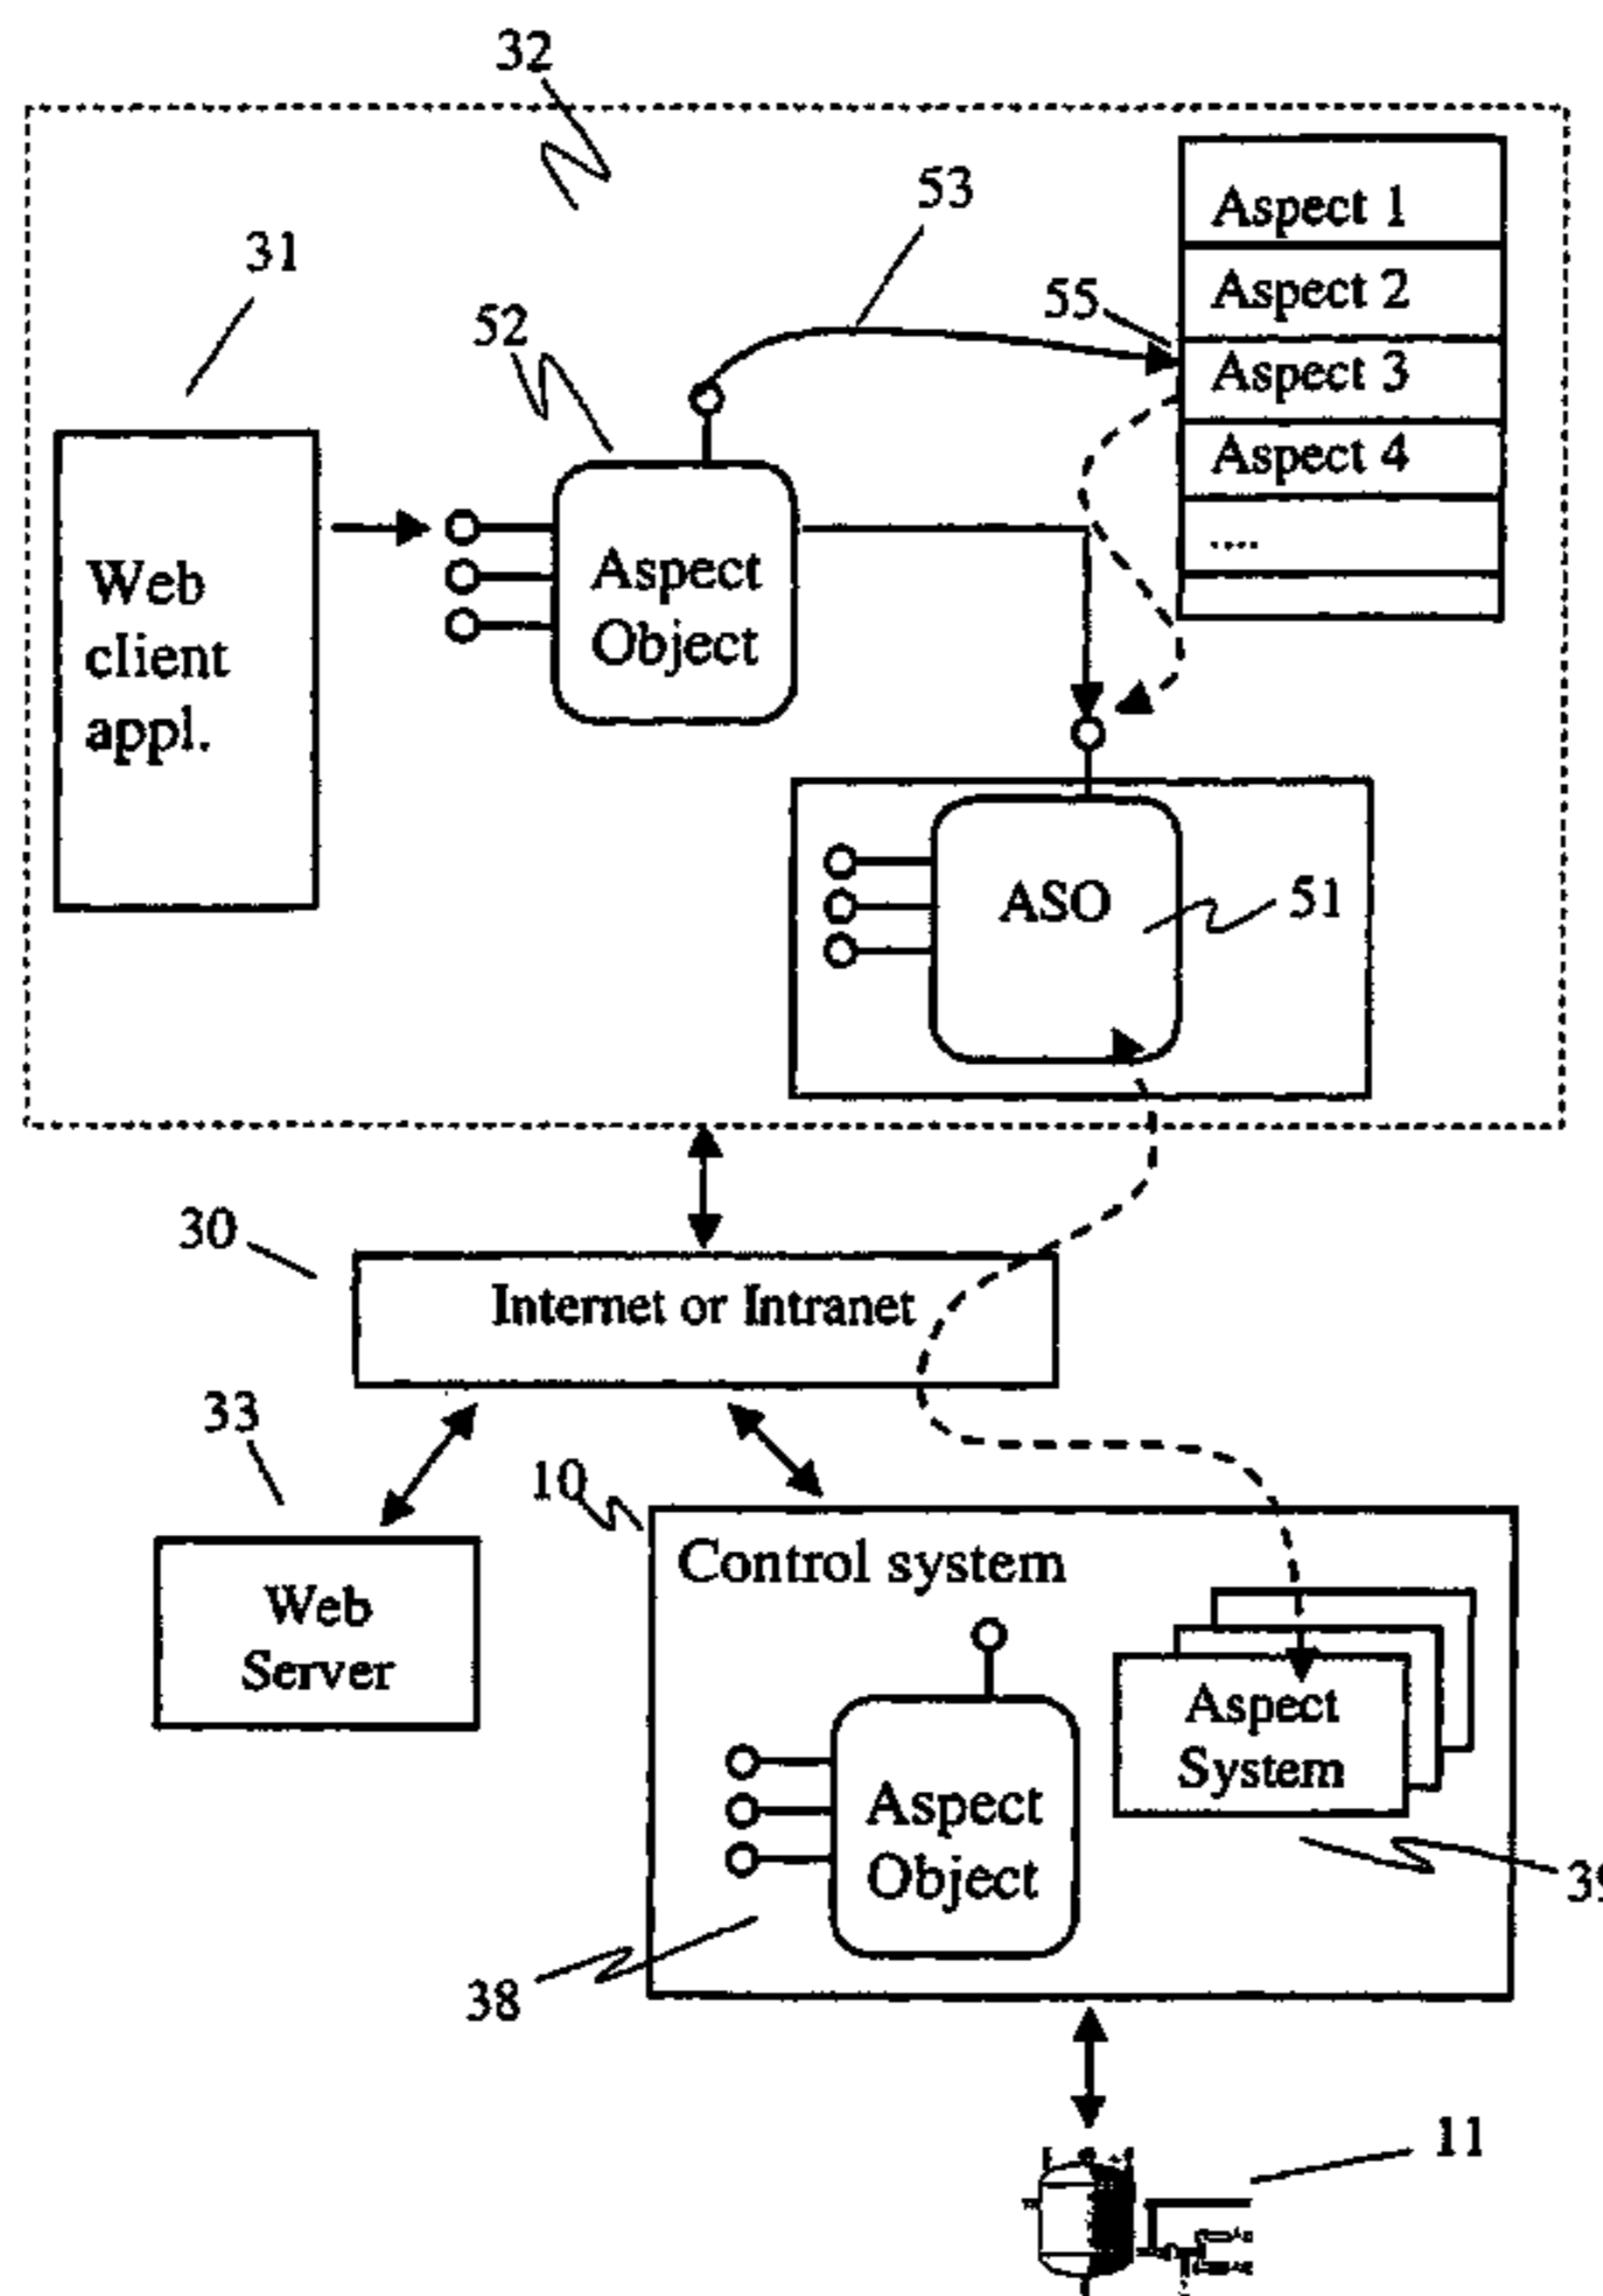 32
53
Aspect 1
31
Aspect 2
55
52
Aspect 3
Aspect 4
....
Web
client
appl.
Aspect
Object
ASO
51
30
Internet or Intranet
33
10
Control system
Web
Server
Aspect
System
Aspect
Object
39
38
11